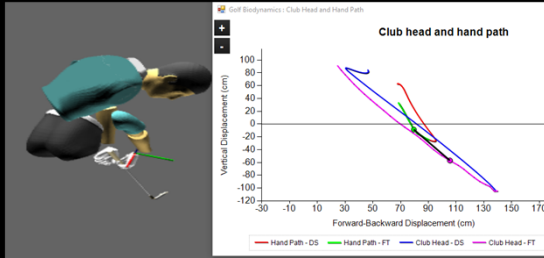 Golf Biodynamics : Club Head and Hand Path
+
-
Club head and hand path
Vertical Displacement (cm)
100
80
60
40
20
0
-20
-40
-60
-80
-100
-120
-30 -10 10 30 50 70 90 110 130 150 170
Forward-Backward Displacement (cm)
Hand Path - DS Hand Path - FT Club Head - DS Club Head - FT